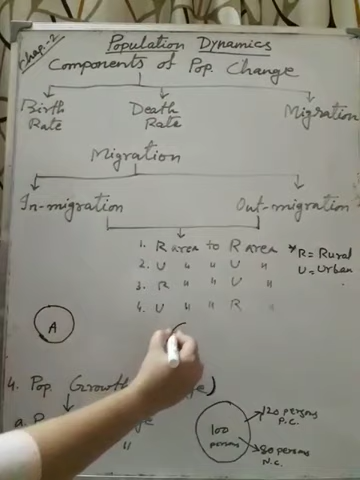 Chap.-2
Population Dynamics
Components of Pop. Change
Birth Rate
Death Rate
Migration
Migration
In-migration
Out-migration
1. R area to R area
2. U " " U "
3. R " " U "
4. U " " R "
* R = Rural
U = Urban
A
4. Pop. Growth
a. P
"
100 persons
120 persons P.C.
80 persons N.C.